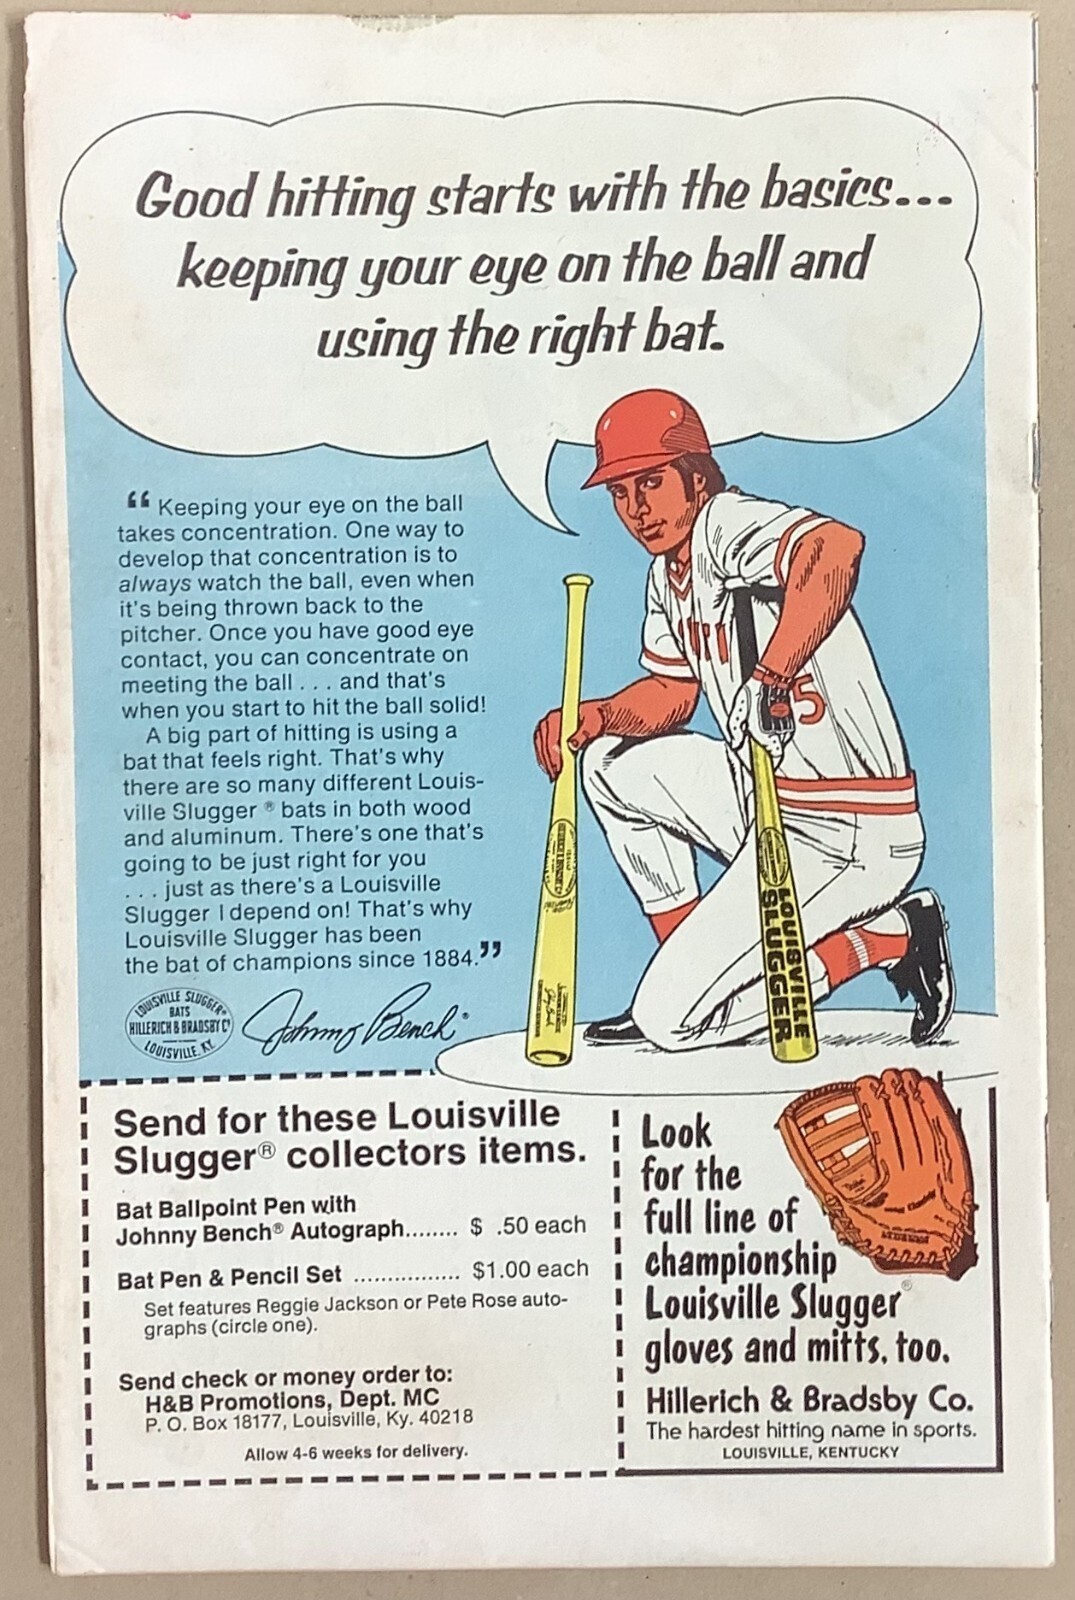 Good hitting starts with the basics...
keeping your eye on the ball and
using the right bat.
“ Keeping your eye on the ball
takes concentration. One way to
develop that concentration is to
always watch the ball, even when
it's being thrown back to the
pitcher. Once you have good eye
contact, you can concentrate on
meeting the ball . . . and that's
when you start to hit the ball solid!
A big part of hitting is using a
bat that feels right. That's why
there are so many different Louis-
ville Slugger ® bats in both wood
and aluminum. There's one that's
going to be just right for you
. . . just as there's a Louisville
Slugger I depend on! That's why
Louisville Slugger has been
the bat of champions since 1884.”
LOUISVILLE SLUGGER®
BATS
HILLERICH & BRADSBY Cº
LOUISVILLE. KY.
Johnny Bench®
5
LOUISVILLE
SLUGGER
Send for these Louisville
Slugger® collectors items.
Bat Ballpoint Pen with
Johnny Bench® Autograph........ $ .50 each
Bat Pen & Pencil Set ................. $1.00 each
Set features Reggie Jackson or Pete Rose auto-
graphs (circle one).
Send check or money order to:
H&B Promotions, Dept. MC
P. O. Box 18177, Louisville, Ky. 40218
Allow 4-6 weeks for delivery.
Look
for the
full line of
championship
Louisville Slugger®
gloves and mitts, too.
Hillerich & Bradsby Co.
The hardest hitting name in sports.
LOUISVILLE, KENTUCKY